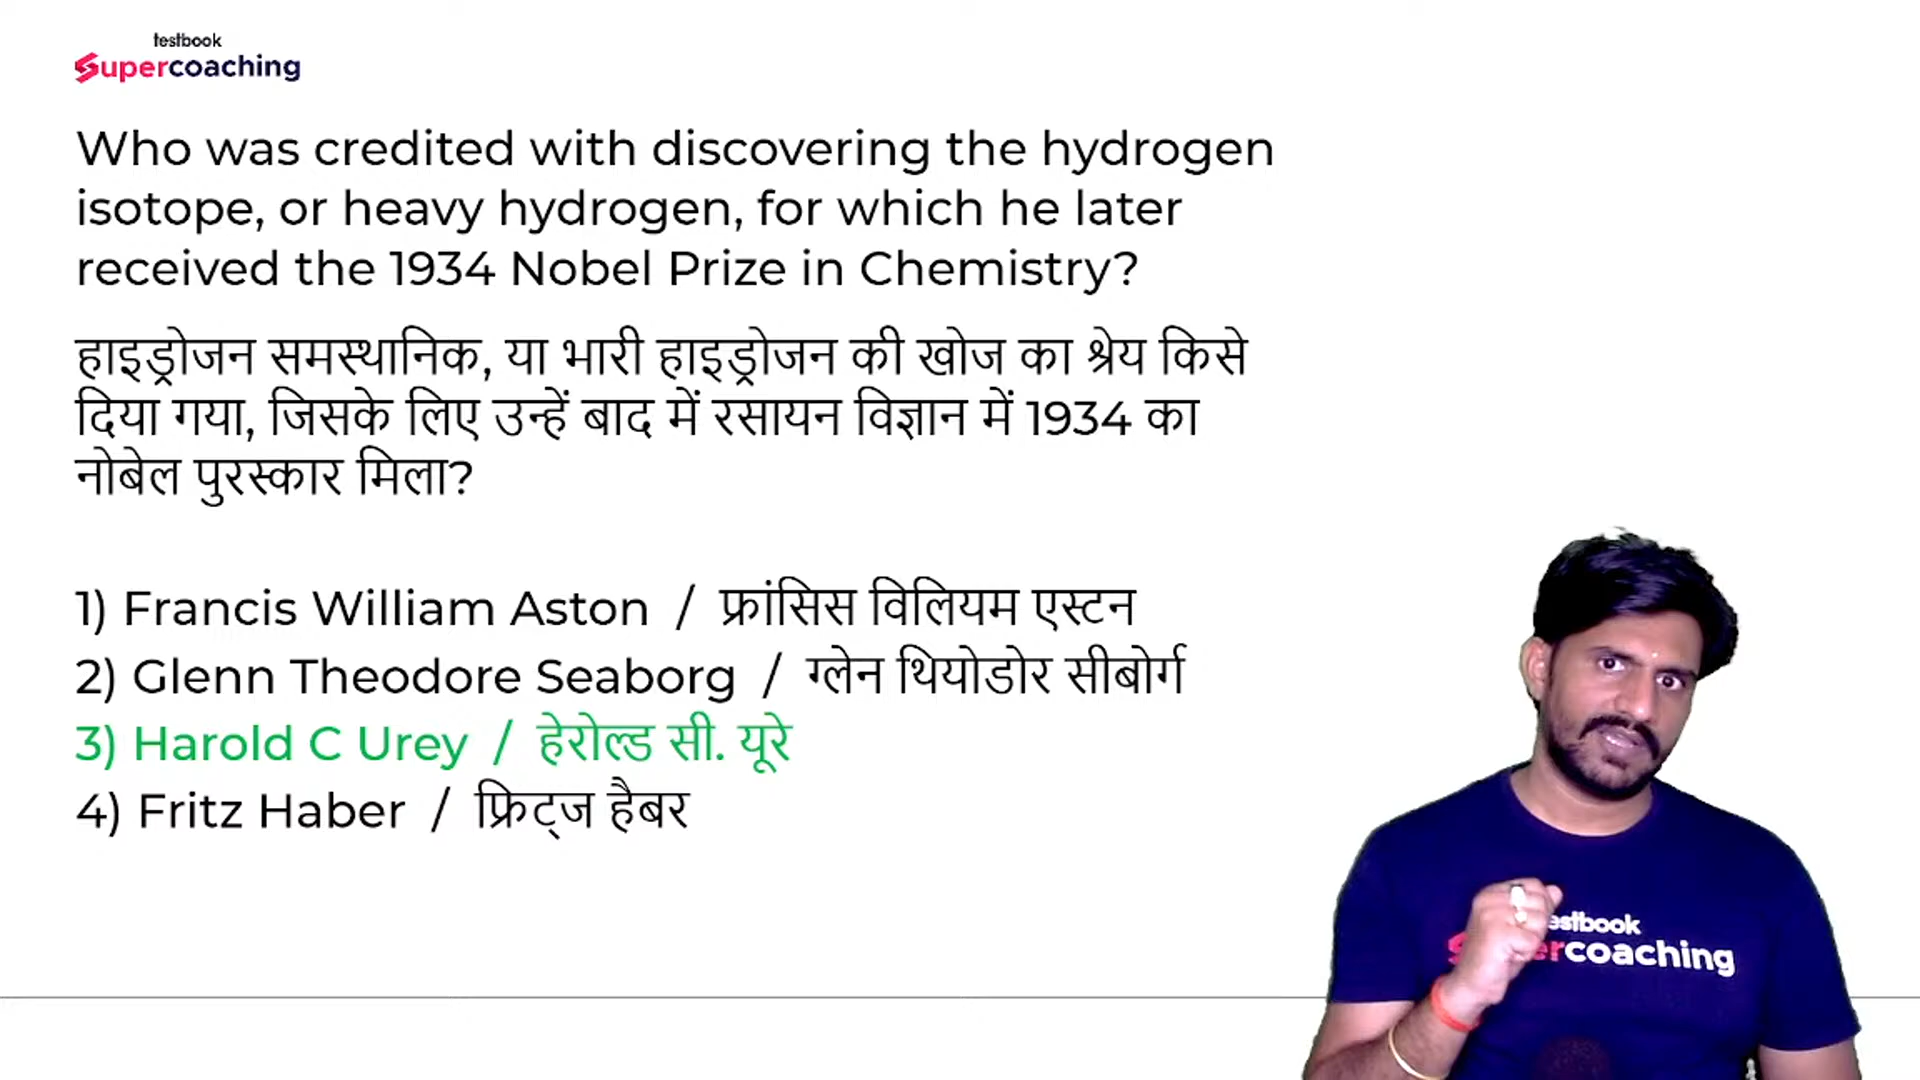 testbook
Supercoaching
Who was credited with discovering the hydrogen
isotope, or heavy hydrogen, for which he later
received the 1934 Nobel Prize in Chemistry?
हाइड्रोजन समस्थानिक, या भारी हाइड्रोजन की खोज का श्रेय किसे
दिया गया, जिसके लिए उन्हें बाद में रसायन विज्ञान में 1934 का
नोबेल पुरस्कार मिला?
1) Francis William Aston / फ्रांसिस विलियम एस्टन
2) Glenn Theodore Seaborg / ग्लेन थियोडोर सीबोर्ग
3) Harold C Urey / हेरोल्ड सी. यूरे
4) Fritz Haber / फ्रिट्ज हैबर
estbook
S er coaching